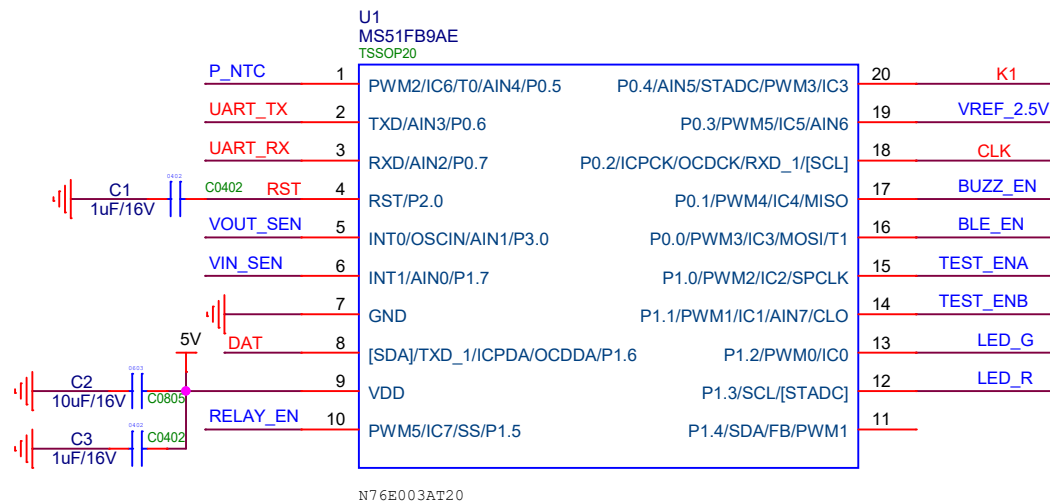 U1
MS51FB9AE
TSSOP20
P_NTC 1 PWM2/IC6/T0/AIN4/P0.5 P0.4/AIN5/STADC/PWM3/IC3 20 K1
UART_TX 2 TXD/AIN3/P0.6 P0.3/PWM5/IC5/AIN6 19 VREF_2.5V
UART_RX 3 RXD/AIN2/P0.7 P0.2/ICPCK/OCDCK/RXD_1/[SCL] 18 CLK
C1 0402 C0402 RST 4 RST/P2.0 P0.1/PWM4/IC4/MISO 17 BUZZ_EN
1uF/16V
VOUT_SEN 5 INT0/OSCIN/AIN1/P3.0 P0.0/PWM3/IC3/MOSI/T1 16 BLE_EN
VIN_SEN 6 INT1/AIN0/P1.7 P1.0/PWM2/IC2/SPCLK 15 TEST_ENA
7 GND P1.1/PWM1/IC1/AIN7/CLO 14 TEST_ENB
5V
DAT 8 [SDA]/TXD_1/ICPDA/OCDDA/P1.6 P1.2/PWM0/IC0 13 LED_G
C2 0603 C0805 9 VDD P1.3/SCL/[STADC] 12 LED_R
10uF/16V
RELAY_EN 10 PWM5/IC7/SS/P1.5 P1.4/SDA/FB/PWM1 11
C3 0402 C0402
1uF/16V
N76E003AT20